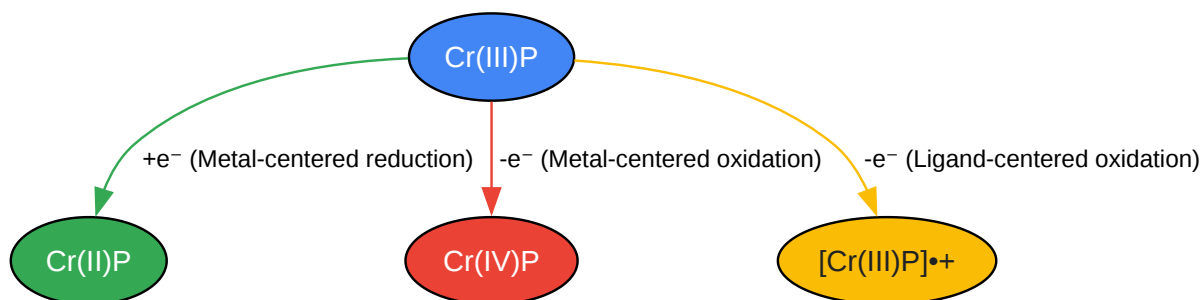 Cr(III)P
+e⁻ (Metal-centered reduction)
-e⁻ (Metal-centered oxidation)
-e⁻ (Ligand-centered oxidation)
Cr(II)P
Cr(IV)P
[Cr(III)P]•+